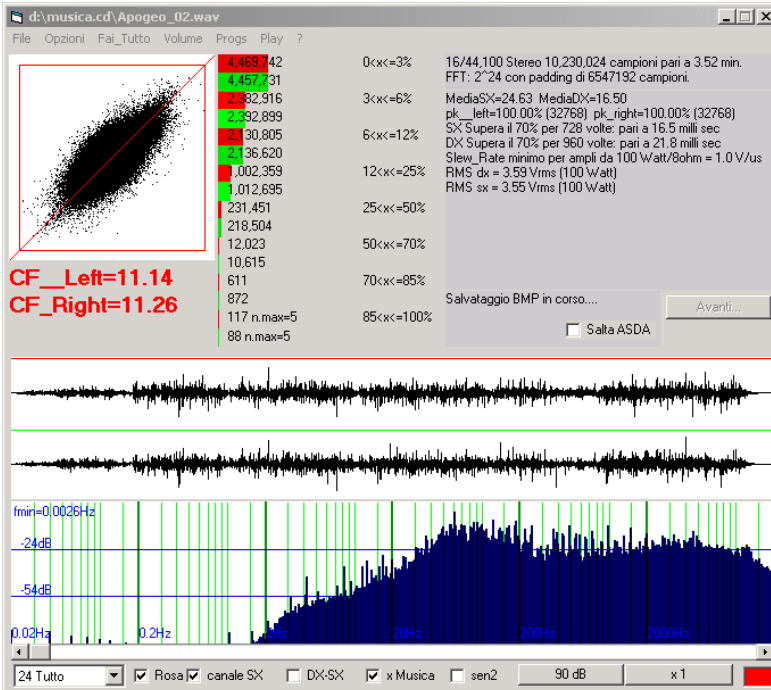 d:\musica.cd\Apogeo_02.wav
File Opzioni Fai_Tutto Volume Progs Play ?
4,469,742 0<x<=3%
4,457,731
2,382,916 3<x<=6%
2,392,899
2,130,805 6<x<=12%
2,136,620
1,002,359 12<x<=25%
1,012,695
231,451 25<x<=50%
218,504
12,023 50<x<=70%
10,615
611 70<x<=85%
872
117 n.max=5 85<x<=100%
88 n.max=5
CF__Left=11.14
CF_Right=11.26
16/44,100 Stereo 10,230,024 campioni pari a 3.52 min.
FFT: 2^24 con padding di 6547192 campioni.
MediaSX=24.63 MediaDX=16.50
pk__left=100.00% (32768) pk_right=100.00% (32768)
SX Supera il 70% per 728 volte: pari a 16.5 milli sec
DX Supera il 70% per 960 volte: pari a 21.8 milli sec
Slew_Rate minimo per ampli da 100 Watt/8ohm = 1.0 V/us
RMS dx = 3.59 Vrms (100 Watt)
RMS sx = 3.55 Vrms (100 Watt)
Salvataggio BMP in corso....
Avanti...
Salta ASDA
fmin=0.0026Hz
-24dB
-54dB
0.02Hz 0.2Hz 2Hz 20Hz 200Hz 2000Hz
24 Tutto Rosa canale SX DX-SX x Musica sen2 90 dB x 1